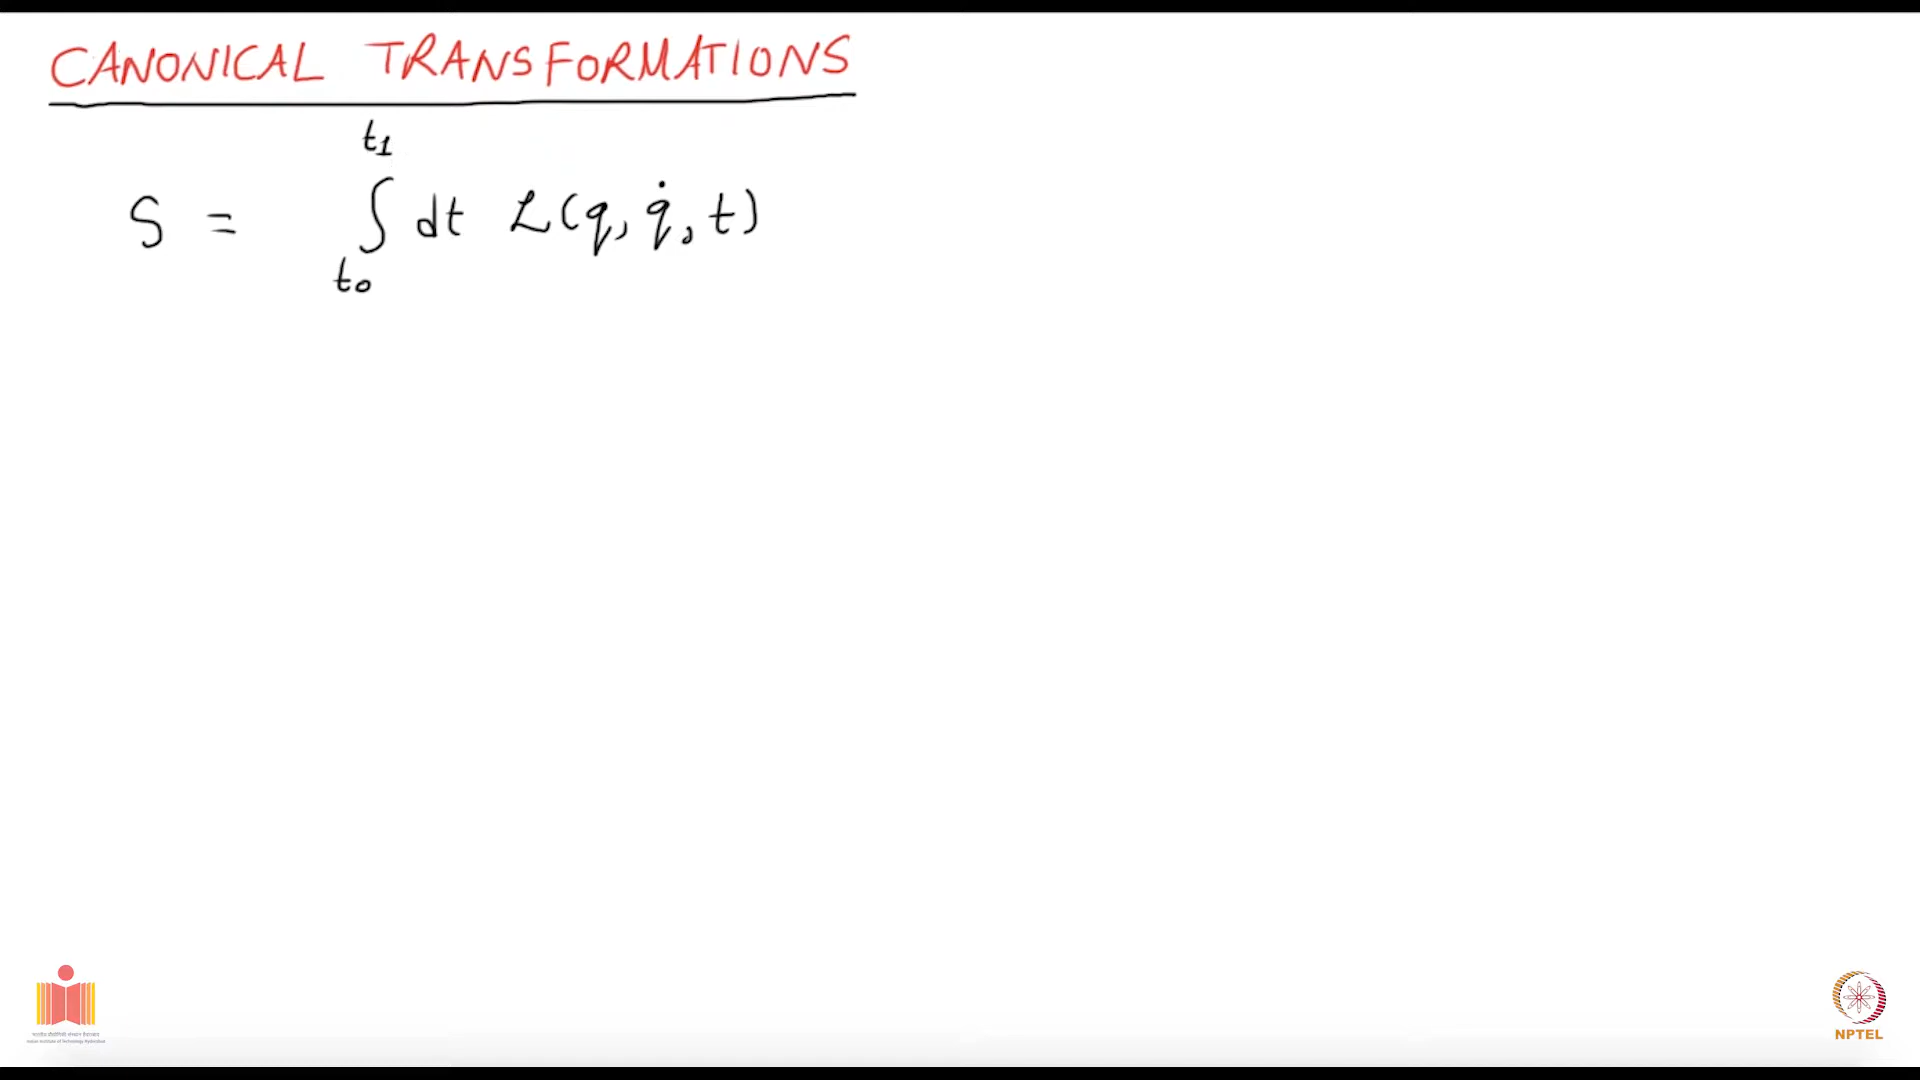 CANONICAL TRANSFORMATIONS
t₁
S = ∫ dt ℒ(q, q̇, t)
t₀
NPTEL